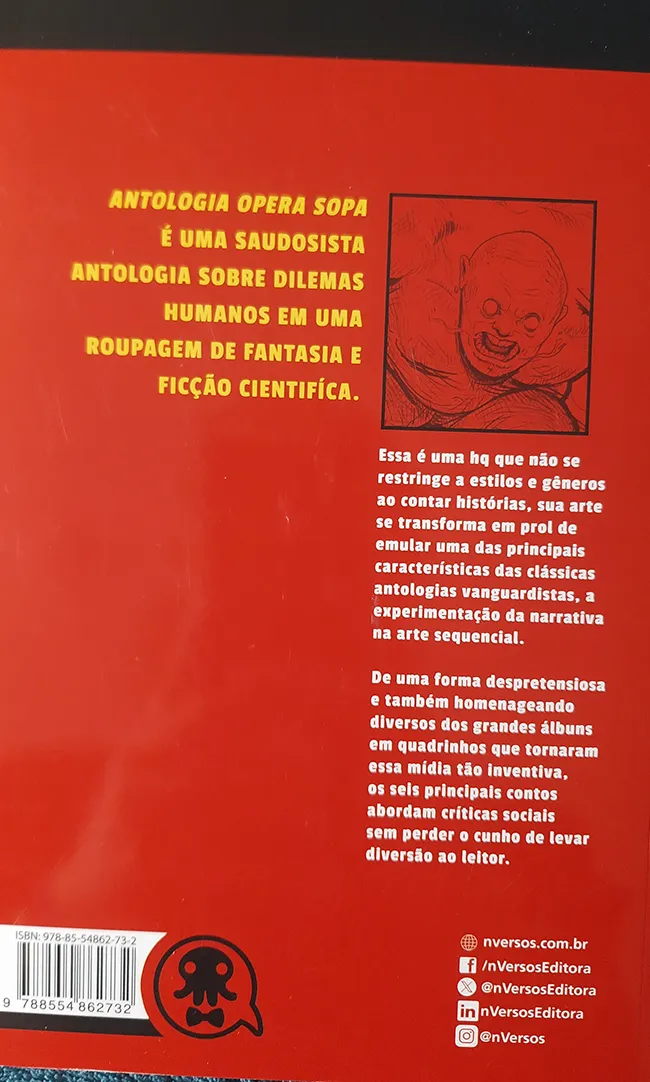 ANTOLOGIA OPERA SOPA
É UMA SAUDOSISTA
ANTOLOGIA SOBRE DILEMAS
HUMANOS EM UMA
ROUPAGEM DE FANTASIA E
FICÇÃO CIENTIFÍCA.
Essa é uma hq que não se
restringe a estilos e gêneros
ao contar histórias, sua arte
se transforma em prol de
emular uma das principais
características das clássicas
antologias vanguardistas, a
experimentação da narrativa
na arte sequencial.
De uma forma despretensiosa
e também homenageando
diversos dos grandes álbuns
em quadrinhos que tornaram
essa mídia tão inventiva,
os seis principais contos
abordam críticas sociais
sem perder o cunho de levar
diversão ao leitor.
ISBN: 978-85-54862-73-2
9 788554 862732
nversos.com.br
/nVersosEditora
@nVersosEditora
nVersosEditora
@nVersos